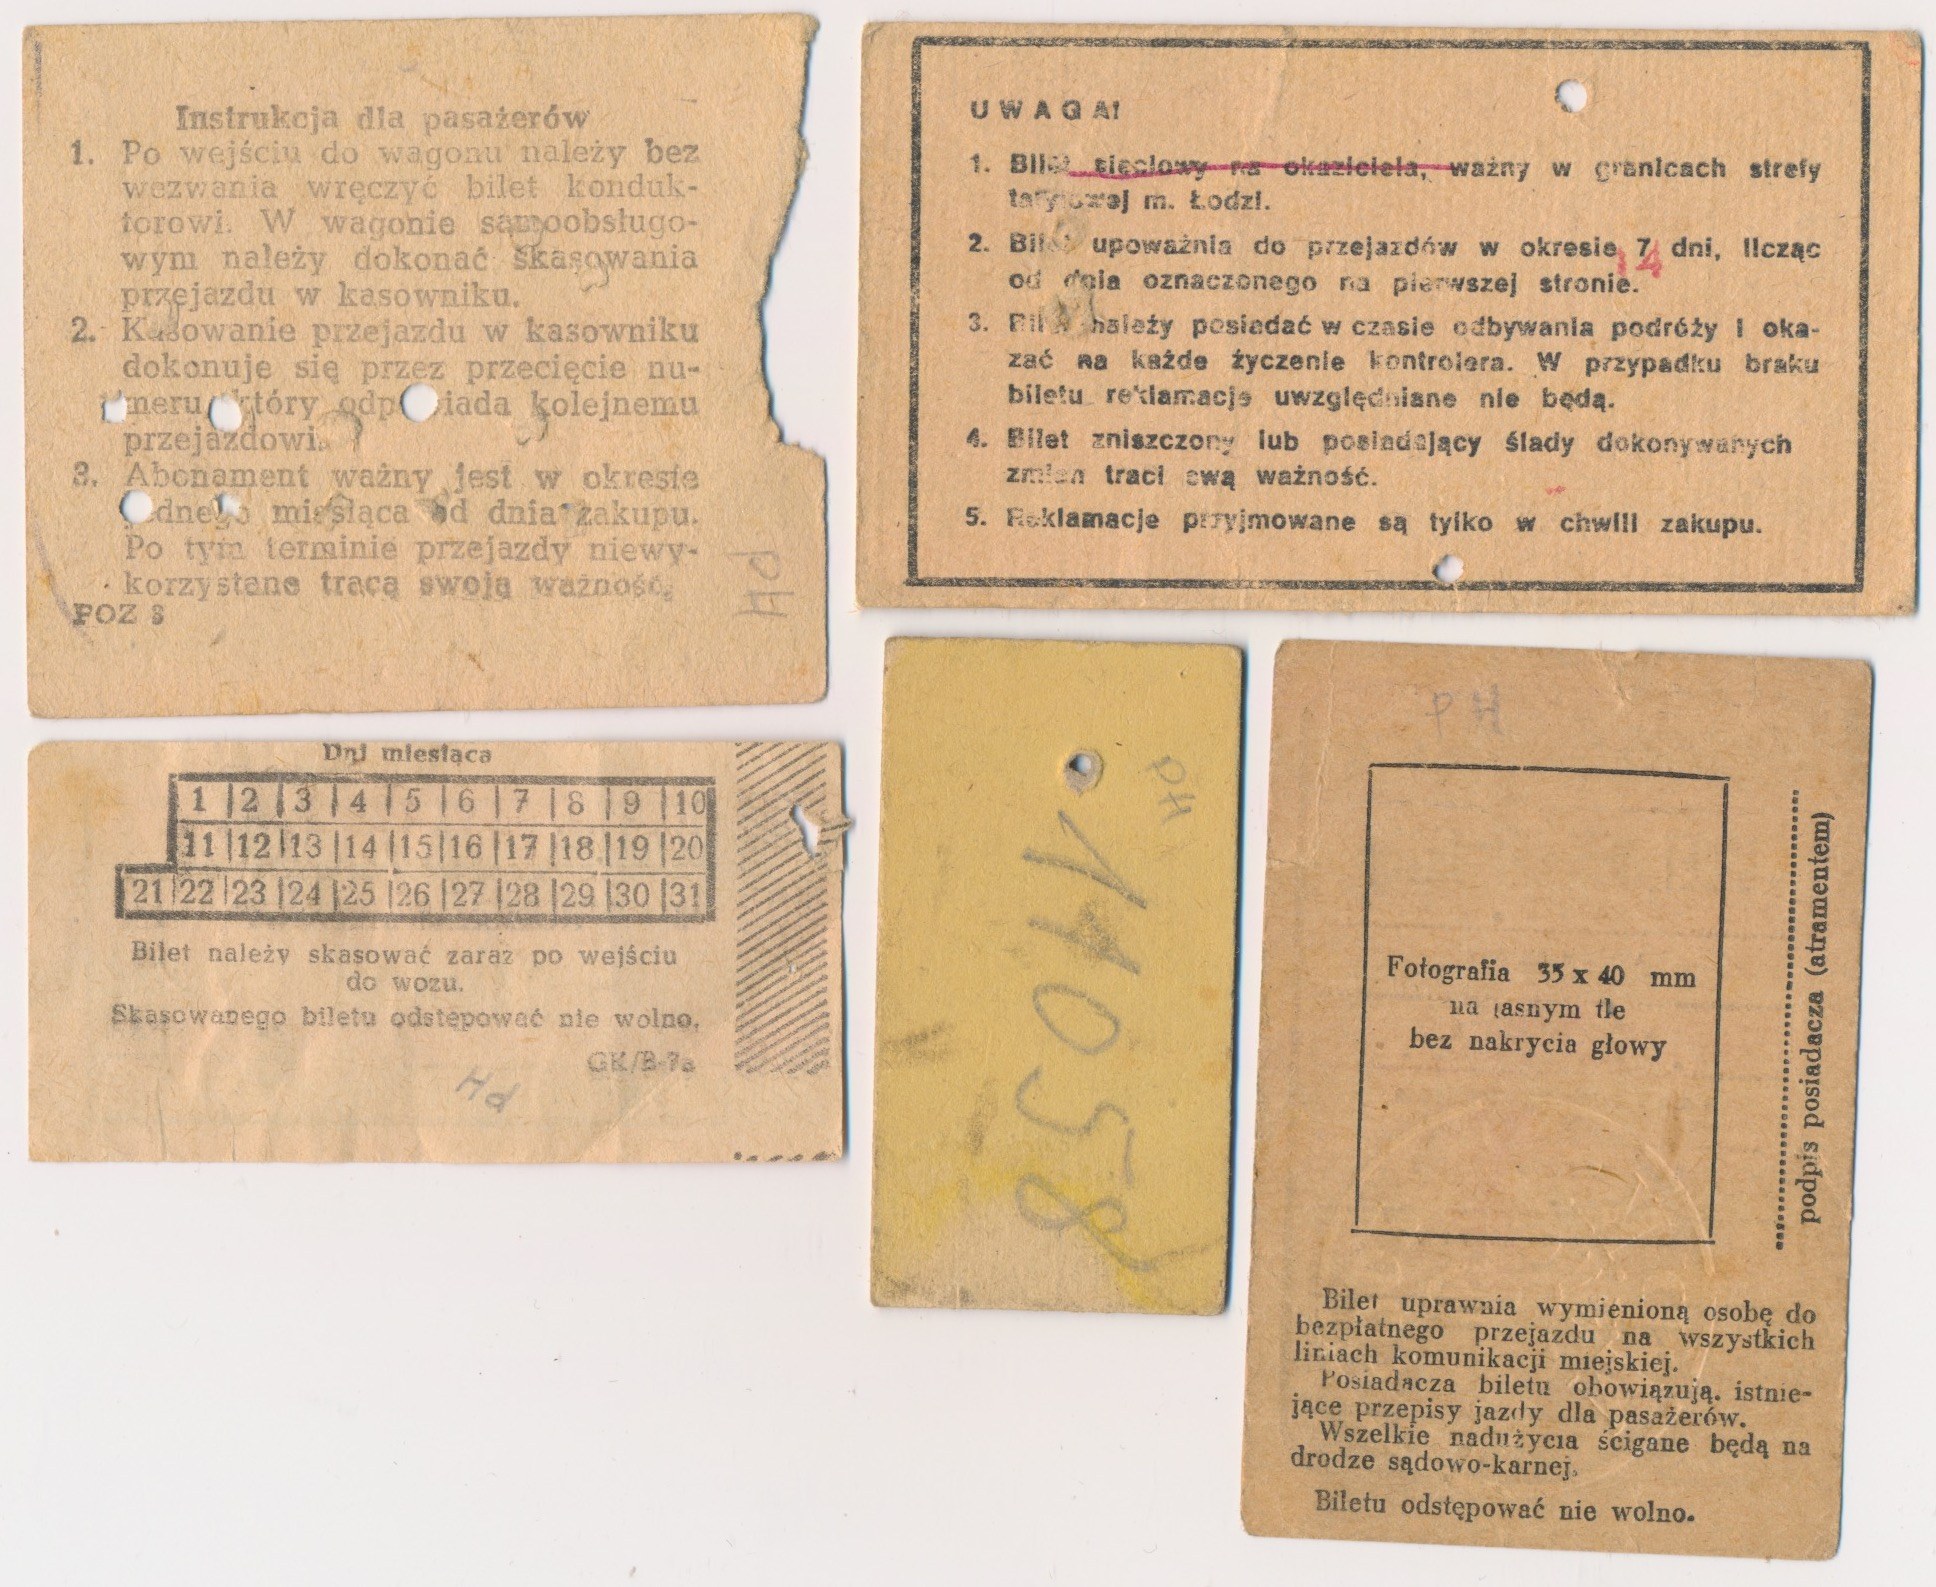 Instrukcja dla pasażerów
1. Po wejściu do wagonu należy bez
wezwania wręczyć bilet konduk-
torowi. W wagonie samoobsługo-
wym należy dokonać skasowania
przejazdu w kasowniku.
2. Kasowanie przejazdu w kasowniku
dokonuje się przez przecięcie nu-
meru który odpowiada kolejnemu
przejazdowi.
3. Abonament ważny jest w okresie
jednego miesiąca od dnia zakupu.
Po tym terminie przejazdy niewy-
korzystane tracą swoją ważność.
POZ 3
UWAGA!
1. Bilet sieciowy na okaziciela, ważny w granicach strefy
taryfowej m. Łodzi.
2. Bilet upoważnia do przejazdów w okresie 7 14 dni, licząc
od dnia oznaczonego na pierwszej stronie.
3. Bilet należy posiadać w czasie odbywania podróży i oka-
zać na każde życzenie kontrolera. W przypadku braku
biletu reklamacje uwzględniane nie będą.
4. Bilet zniszczony lub posiadający ślady dokonywanych
zmian traci swą ważność.
5. Reklamacje przyjmowane są tylko w chwili zakupu.
Dni miesiąca
1 2 3 4 5 6 7 8 9 10
11 12 13 14 15 16 17 18 19 20
21 22 23 24 25 26 27 28 29 30 31
Bilet należy skasować zaraz po wejściu
do wozu.
Skasowanego biletu odstępować nie wolno.
GK/B-7a
Fotografia 35 x 40 mm
na jasnym tle
bez nakrycia głowy
podpis posiadacza (atramentem)
Bilet uprawnia wymienioną osobę do
bezpłatnego przejazdu na wszystkich
liniach komunikacji miejskiej.
Posiadacza biletu obowiązują. istnie-
jące przepisy jazdy dla pasażerów.
Wszelkie nadużycia ścigane będą na
drodze sądowo-karnej.
Biletu odstępować nie wolno.